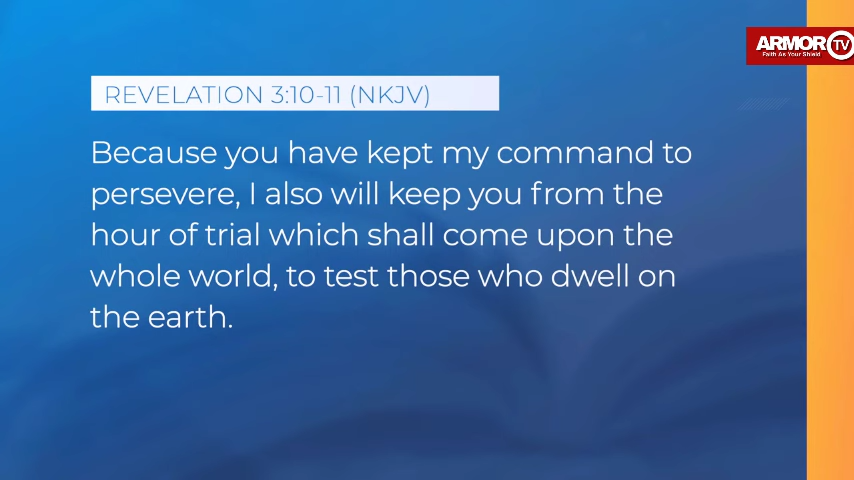 ARMOR TV
Faith As Your Shield
REVELATION 3:10-11 (NKJV)
Because you have kept my command to
persevere, I also will keep you from the
hour of trial which shall come upon the
whole world, to test those who dwell on
the earth.